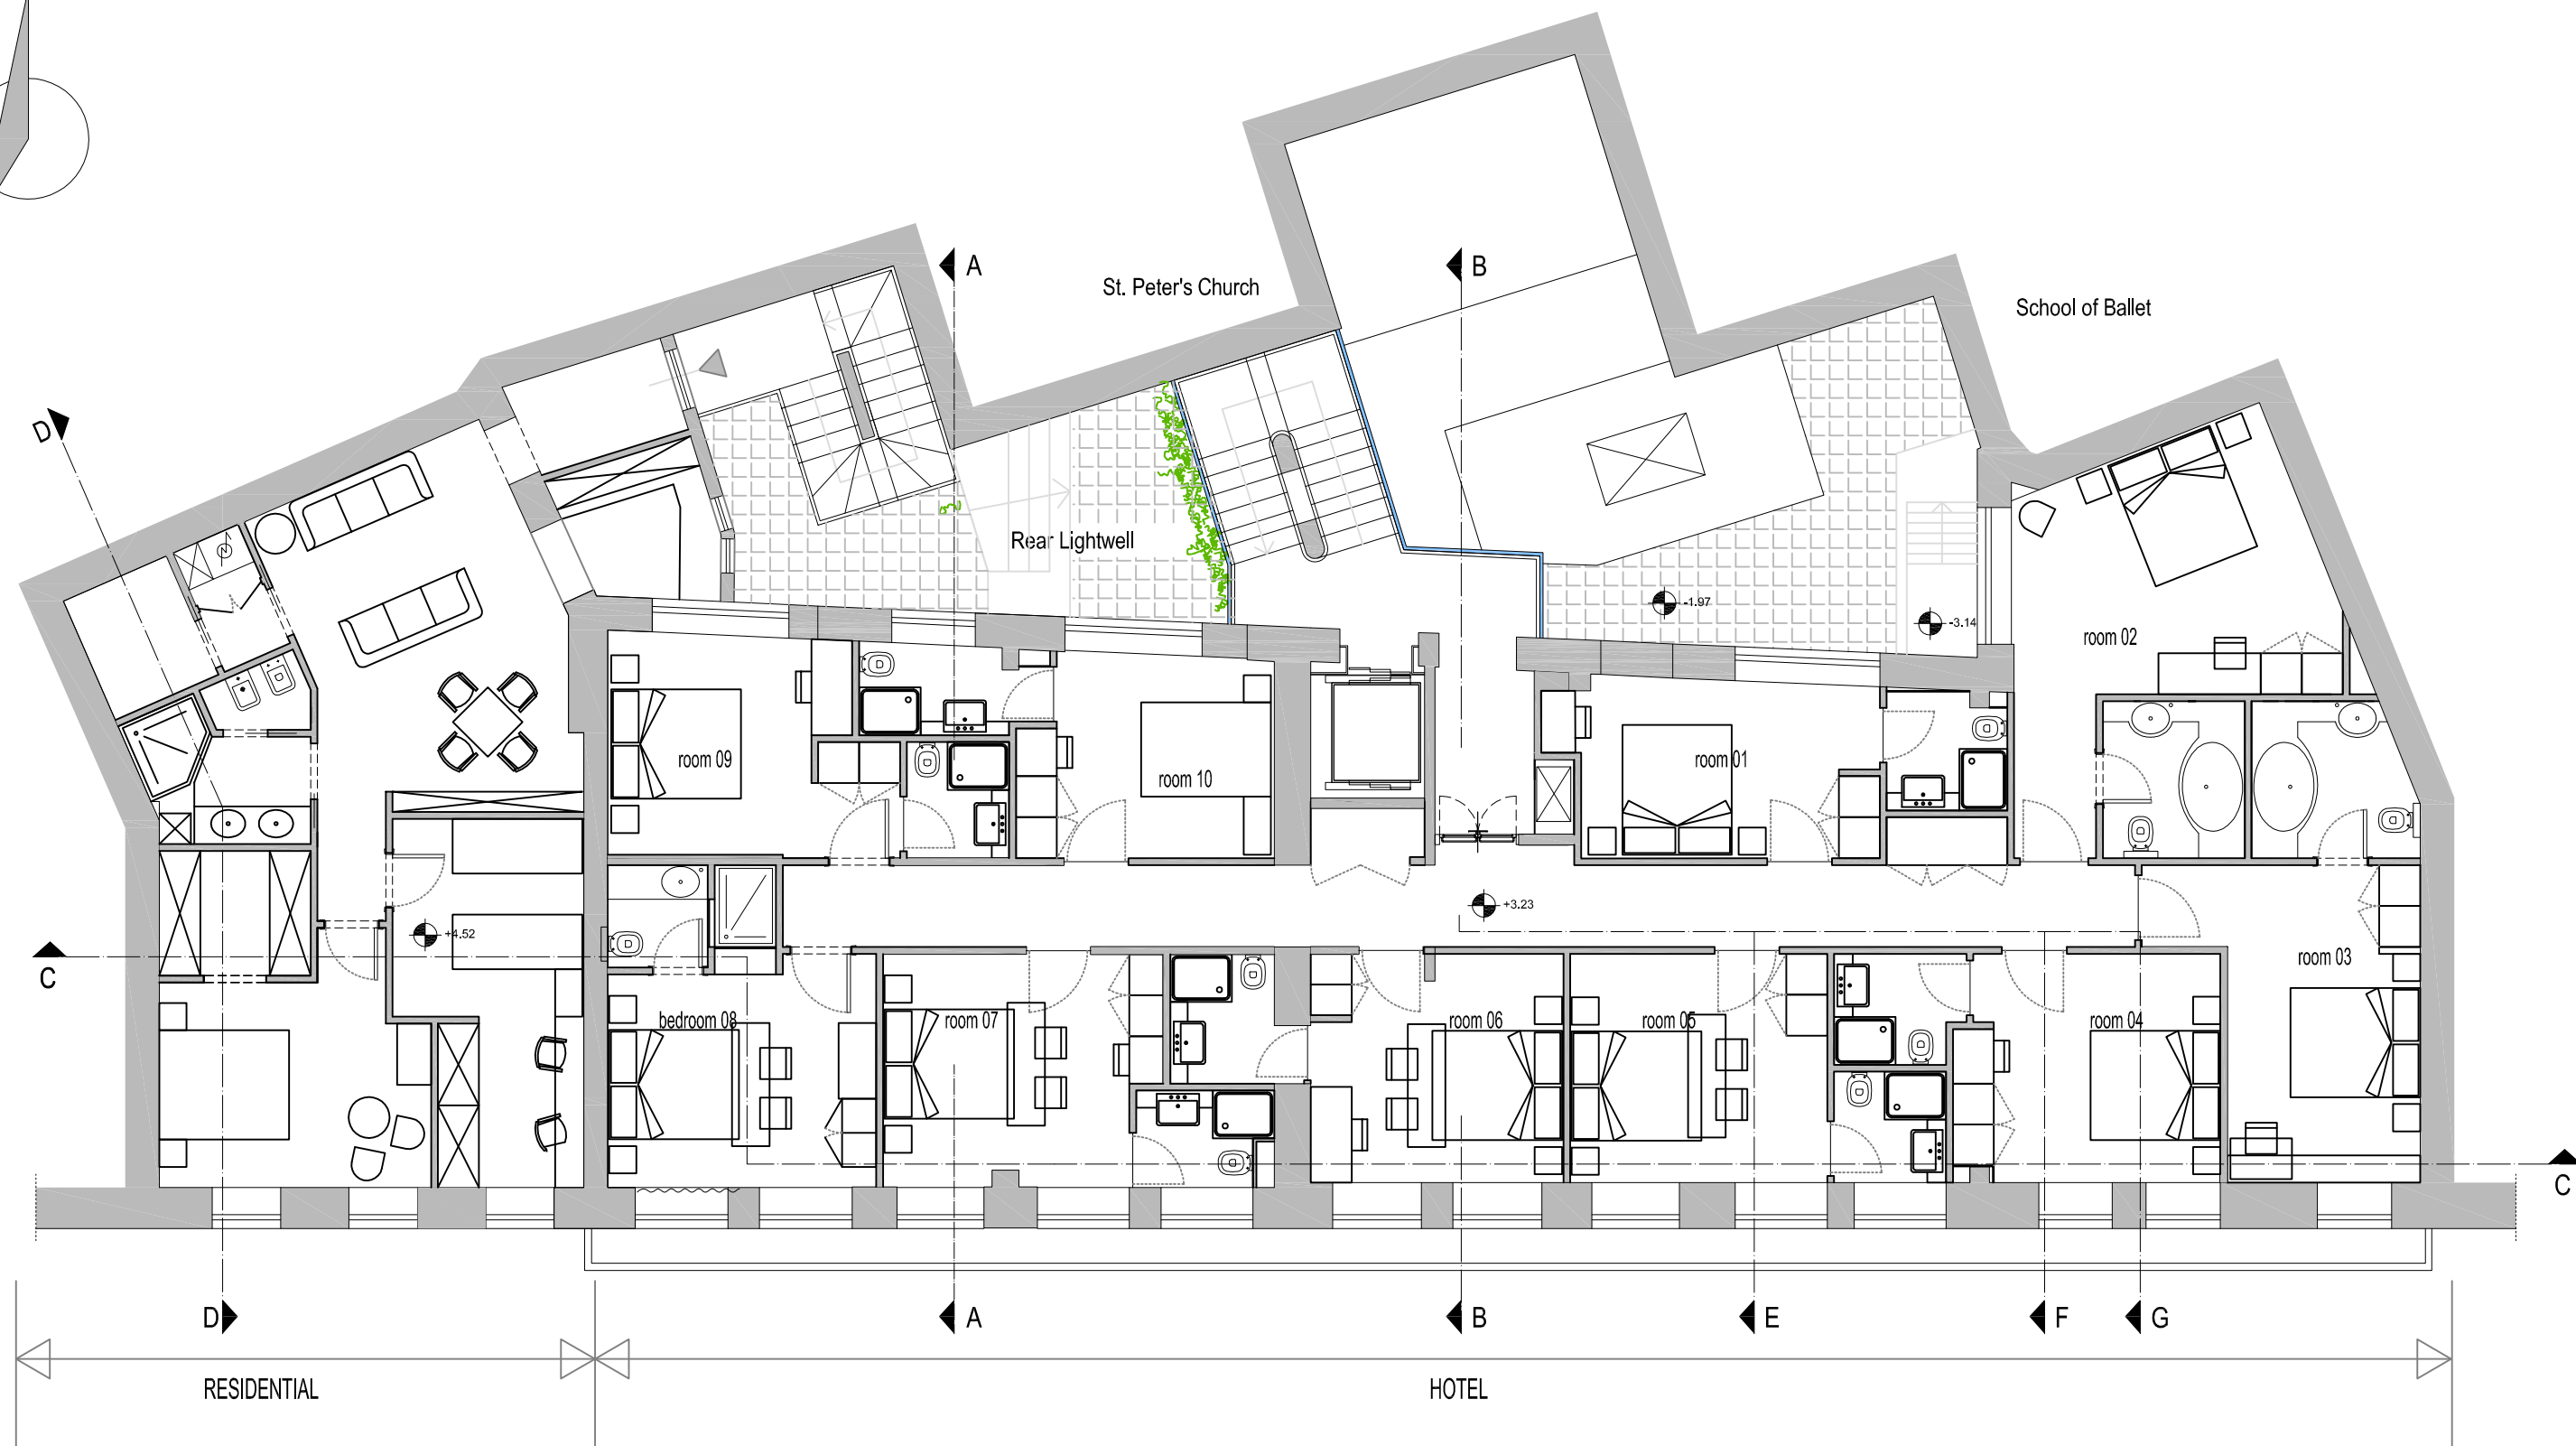 A
B
St. Peter's Church
School of Ballet
D
Rear Lightwell
-1.97
-3.14
room 02
room 09
room 10
room 01
+3.23
+4.52
C
room 03
bedroom 08
room 07
room 06
room 05
room 04
C
D
A
B
E
F
G
RESIDENTIAL
HOTEL